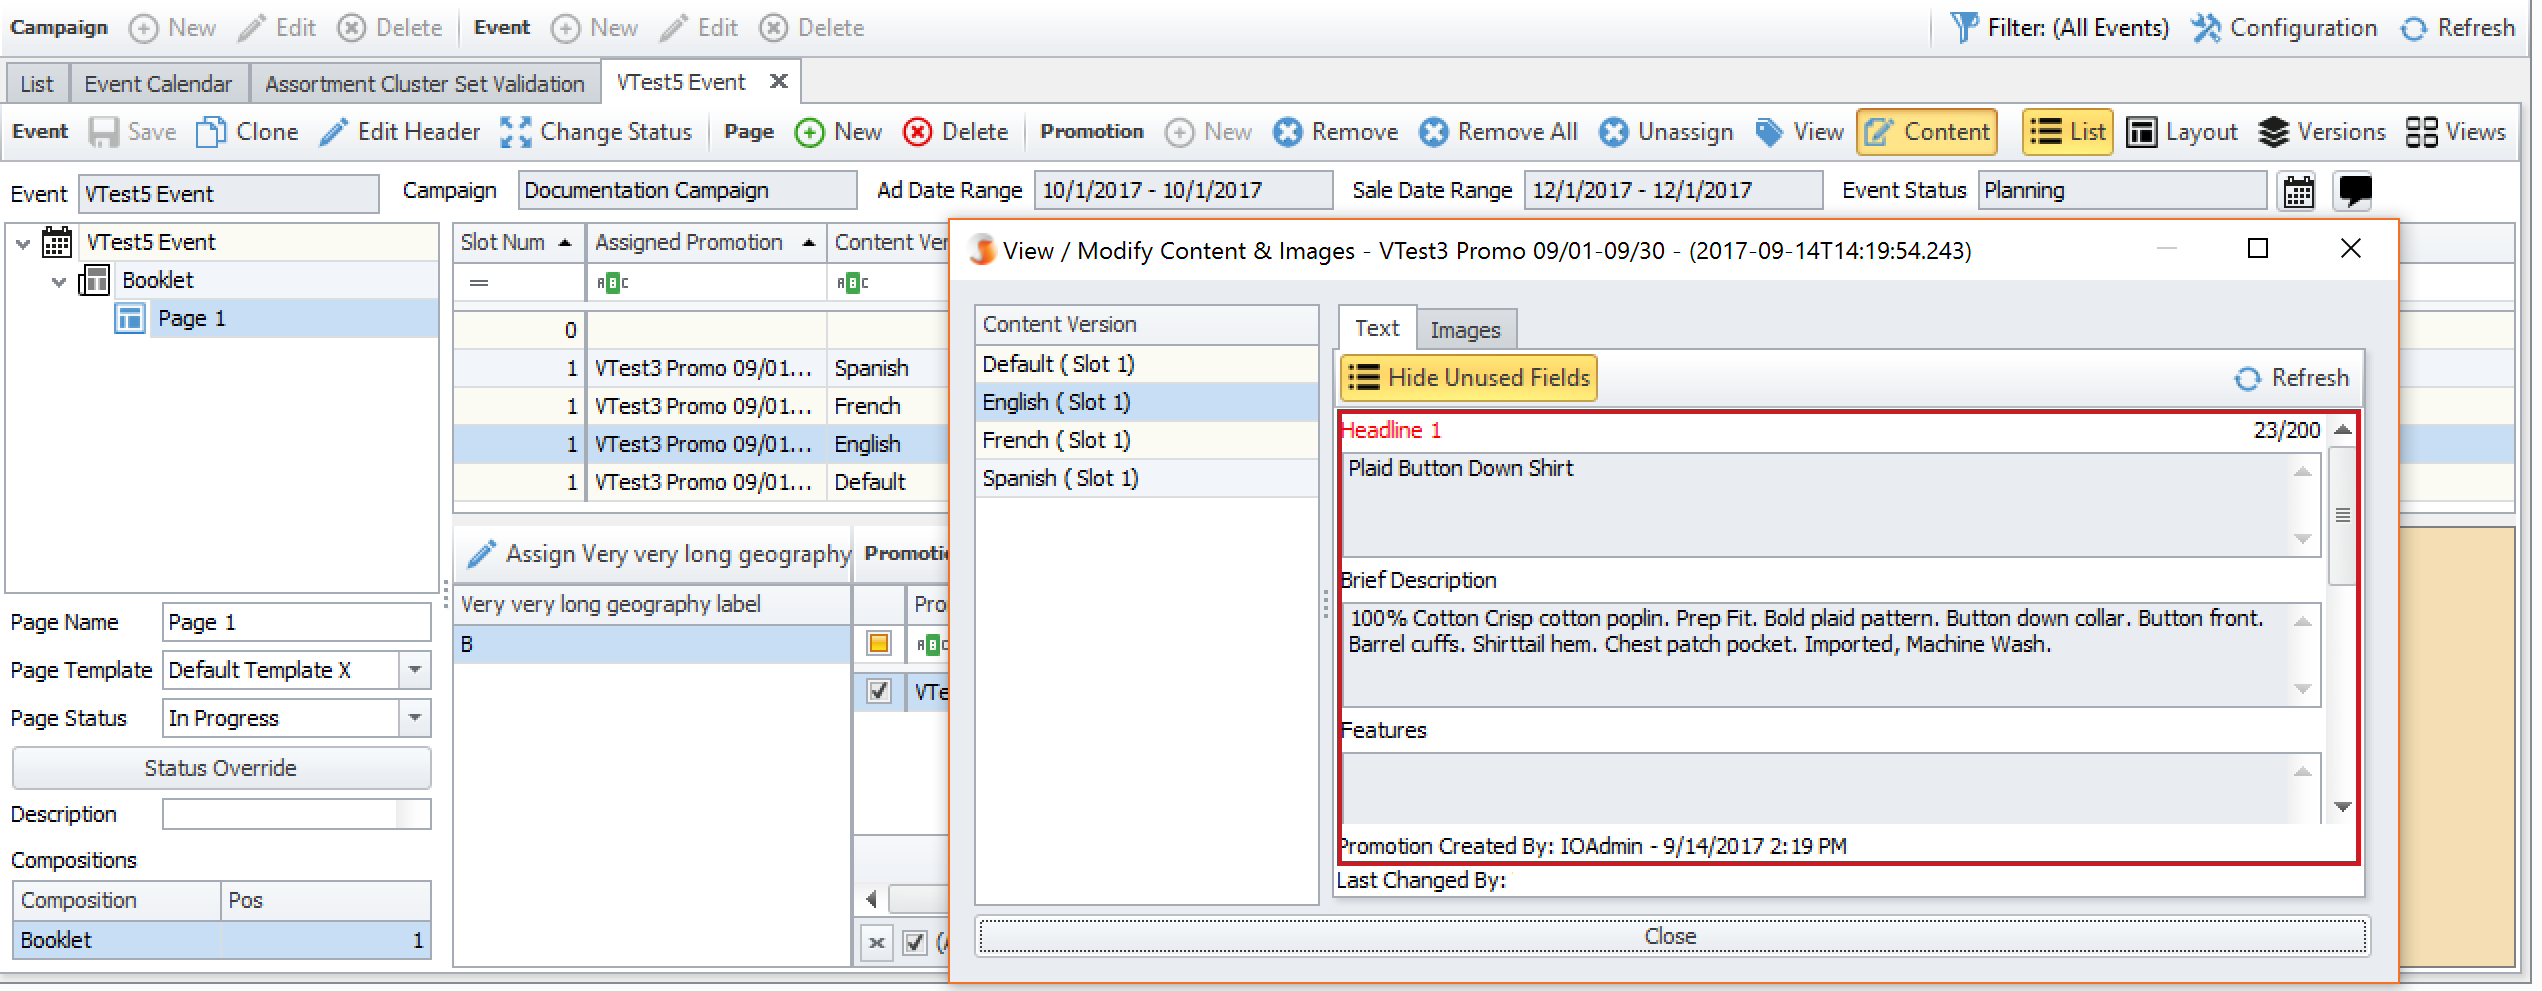 Campaign New Edit Delete Event New Edit Delete Filter: (All Events) Configuration Refresh
List Event Calendar Assortment Cluster Set Validation VTest5 Event
Event Save Clone Edit Header Change Status Page New Delete Promotion New Remove Remove All Unassign View Content List Layout Versions Views
Event VTest5 Event Campaign Documentation Campaign Ad Date Range 10/1/2017 - 10/1/2017 Sale Date Range 12/1/2017 - 12/1/2017 Event Status Planning
VTest5 Event
Booklet
Page 1
Page Name Page 1
Page Template Default Template X
Page Status In Progress
Status Override
Description
Compositions
Composition Pos
Booklet 1
Slot Num Assigned Promotion Content Ver
= ABC ABC
0
1 VTest3 Promo 09/01... Spanish
1 VTest3 Promo 09/01... French
1 VTest3 Promo 09/01... English
1 VTest3 Promo 09/01... Default
Assign Very very long geography
Very very long geography label
B
Promoti
Pro
ABC
VTe
(A
View / Modify Content & Images - VTest3 Promo 09/01-09/30 - (2017-09-14T14:19:54.243)
Content Version
Default ( Slot 1)
English ( Slot 1)
French ( Slot 1)
Spanish ( Slot 1)
Text Images
Hide Unused Fields Refresh
Headline 1 23/200
Plaid Button Down Shirt
Brief Description
100% Cotton Crisp cotton poplin. Prep Fit. Bold plaid pattern. Button down collar. Button front.
Barrel cuffs. Shirttail hem. Chest patch pocket. Imported, Machine Wash.
Features
Promotion Created By: IOAdmin - 9/14/2017 2:19 PM
Last Changed By:
Close